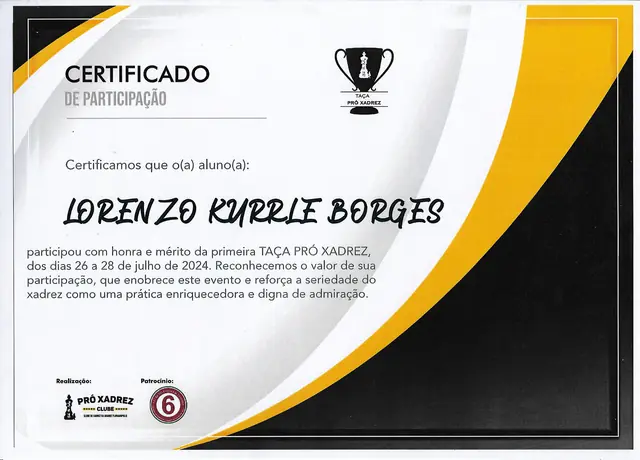 CERTIFICADO
DE PARTICIPAÇÃO
TAÇA
PRÓ XADREZ
Certificamos que o(a) aluno(a):
LORENZO KURRLE BORGES
participou com honra e mérito da primeira TAÇA PRÓ XADREZ,
dos dias 26 a 28 de julho de 2024. Reconhecemos o valor de sua
participação, que enobrece este evento e reforça a seriedade do
xadrez como uma prática enriquecedora e digna de admiração.
Realização:
Patrocínio:
PRÓ XADREZ
CLUBE
6